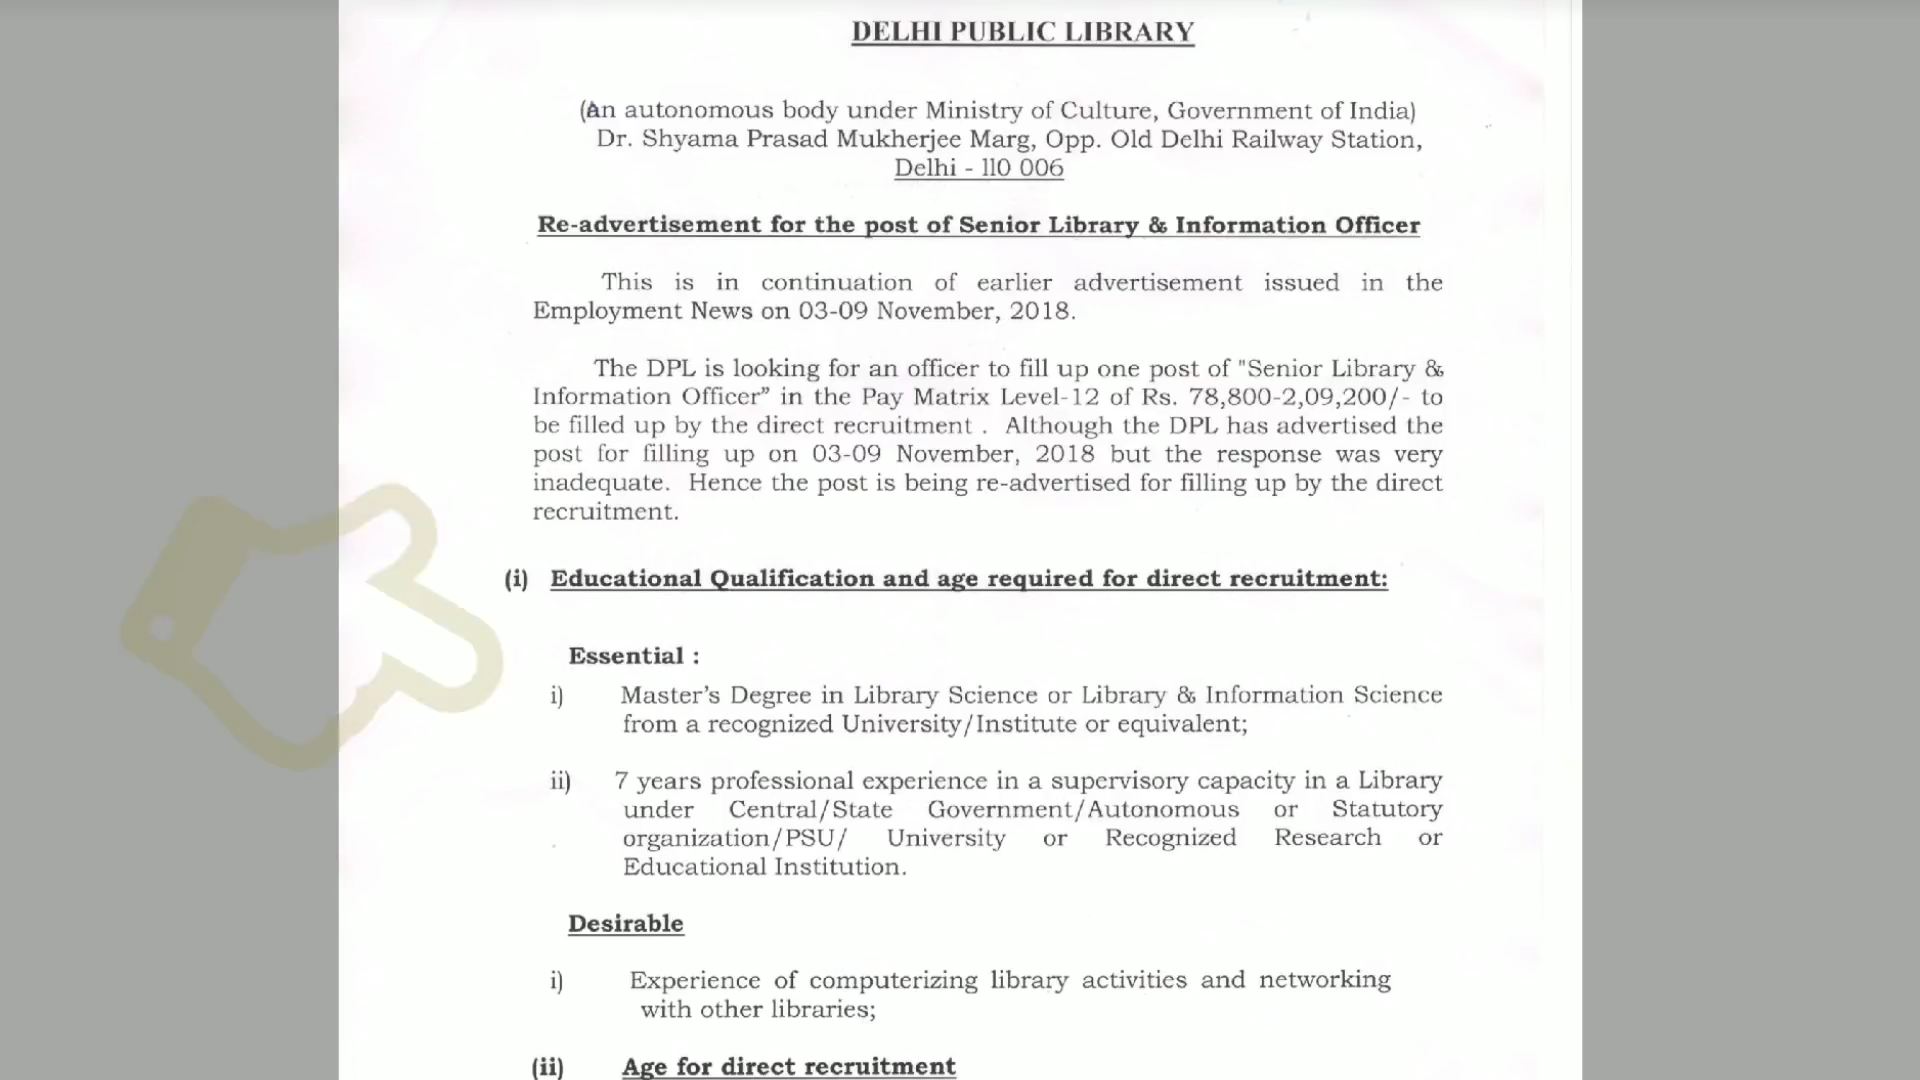 DELHI PUBLIC LIBRARY
(An autonomous body under Ministry of Culture, Government of India)
Dr. Shyama Prasad Mukherjee Marg, Opp. Old Delhi Railway Station,
Delhi - 110 006
Re-advertisement for the post of Senior Library & Information Officer
This is in continuation of earlier advertisement issued in the
Employment News on 03-09 November, 2018.
The DPL is looking for an officer to fill up one post of "Senior Library &
Information Officer” in the Pay Matrix Level-12 of Rs. 78,800-2,09,200/- to
be filled up by the direct recruitment . Although the DPL has advertised the
post for filling up on 03-09 November, 2018 but the response was very
inadequate. Hence the post is being re-advertised for filling up by the direct
recruitment.
(i) Educational Qualification and age required for direct recruitment:
Essential :
i) Master’s Degree in Library Science or Library & Information Science
from a recognized University/Institute or equivalent;
ii) 7 years professional experience in a supervisory capacity in a Library
under Central/State Government/Autonomous or Statutory
organization/PSU/ University or Recognized Research or
Educational Institution.
Desirable
i) Experience of computerizing library activities and networking
with other libraries;
(ii) Age for direct recruitment